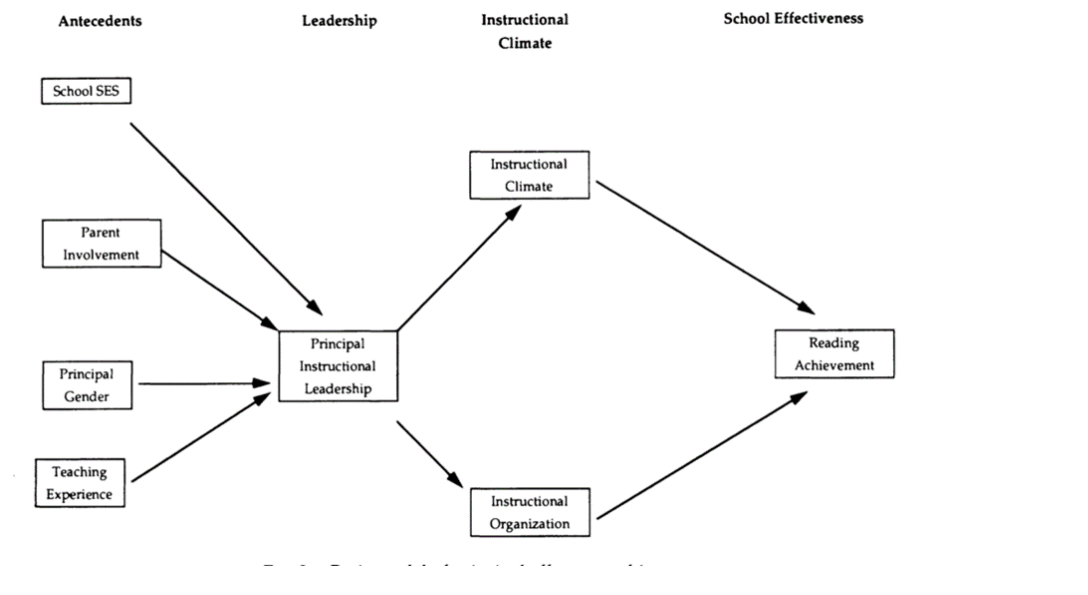 Antecedents
Leadership
Instructional
Climate
School Effectiveness
School SES
Instructional
Climate
Parent
Involvement
Principal
Instructional
Leadership
Reading
Achievement
Principal
Gender
Teaching
Experience
Instructional
Organization